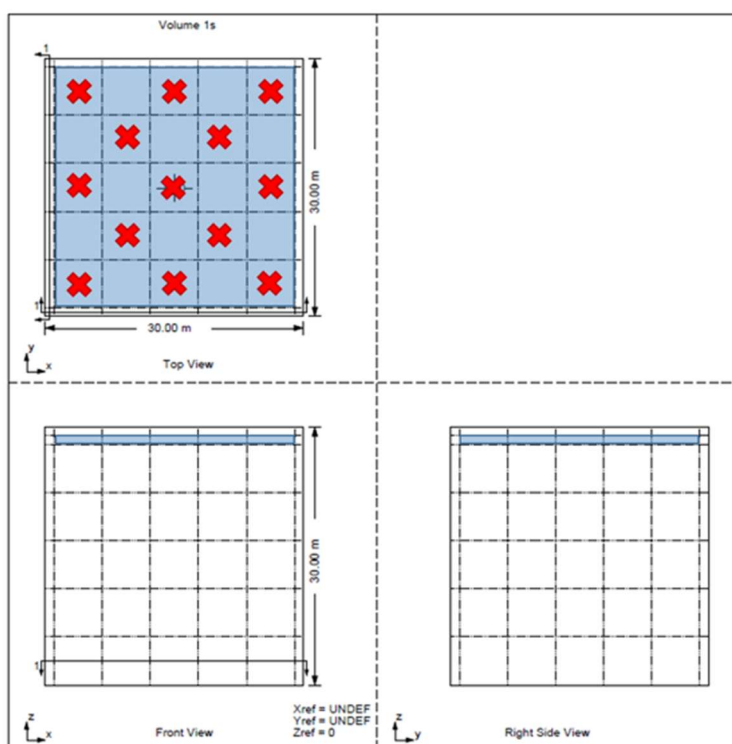 Volume 1s
1
30.00 m
1
30.00 m
y
x
Top View
30.00 m
1
z
x
Front View
Xref = UNDEF
Yref = UNDEF
Zref = 0
z
y
Right Side View